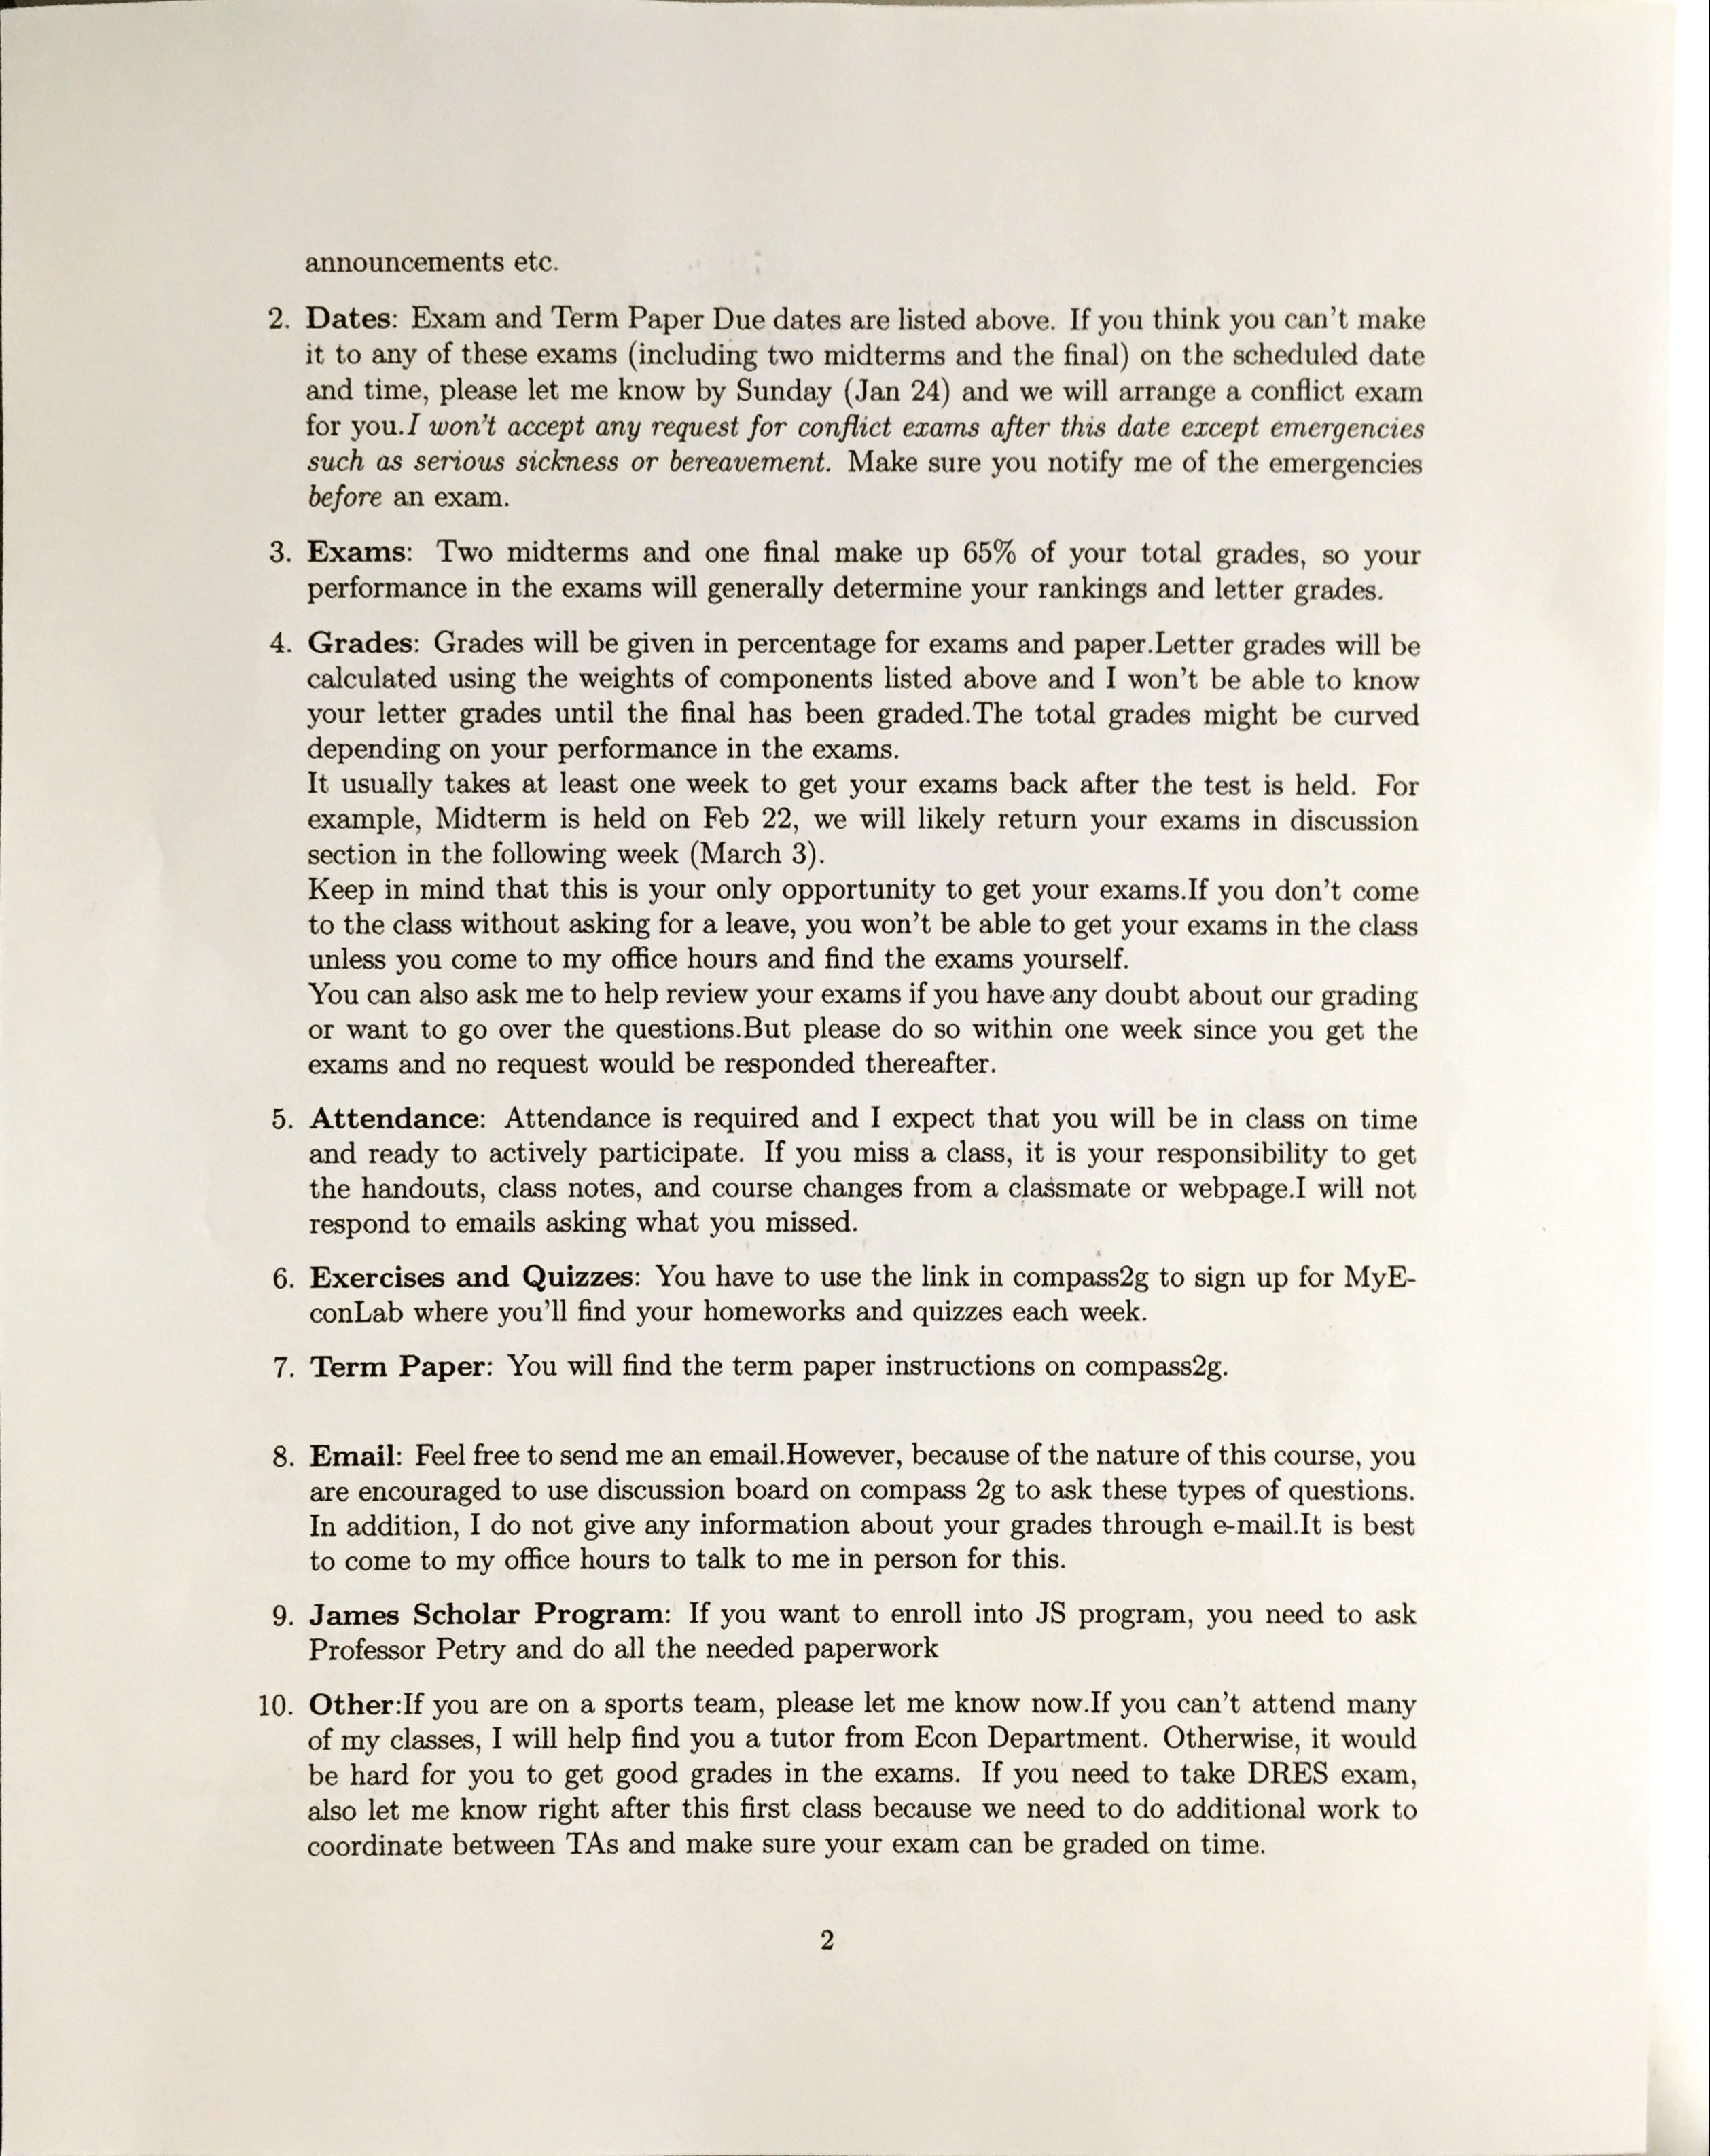 announcements etc.
2. Dates: Exam and Term Paper Due dates are listed above. If you think you can't make
it to any of these exams (including two midterms and the final) on the scheduled date
and time, please let me know by Sunday (Jan 24) and we will arrange a conflict exam
for you.I won't accept any request for conflict exams after this date except emergencies
such as serious sickness or bereavement. Make sure you notify me of the emergencies
before an exam.
3. Exams: Two midterms and one final make up 65% of your total grades, so your
performance in the exams will generally determine your rankings and letter grades.
4. Grades: Grades will be given in percentage for exams and paper.Letter grades will be
calculated using the weights of components listed above and I won't be able to know
your letter grades until the final has been graded.The total grades might be curved
depending on your performance in the exams.
It usually takes at least one week to get your exams back after the test is held. For
example, Midterm is held on Feb 22, we will likely return your exams in discussion
section in the following week (March 3).
Keep in mind that this is your only opportunity to get your exams.If you don't come
to the class without asking for a leave, you won't be able to get your exams in the class
unless you come to my office hours and find the exams yourself.
You can also ask me to help review your exams if you have any doubt about our grading
or want to go over the questions.But please do so within one week since you get the
exams and no request would be responded thereafter.
5. Attendance: Attendance is required and I expect that you will be in class on time
and ready to actively participate. If you miss a class, it is your responsibility to get
the handouts, class notes, and course changes from a classmate or webpage.I will not
respond to emails asking what you missed.
6. Exercises and Quizzes: You have to use the link in compass2g to sign up for MyE-
conLab where you'll find your homeworks and quizzes each week.
7. Term Paper: You will find the term paper instructions on compass2g.
8. Email: Feel free to send me an email.However, because of the nature of this course, you
are encouraged to use discussion board on compass 2g to ask these types of questions.
In addition, I do not give any information about your grades through e-mail.It is best
to come to my office hours to talk to me in person for this.
9. James Scholar Program: If you want to enroll into JS program, you need to ask
Professor Petry and do all the needed paperwork
10. Other:If you are on a sports team, please let me know now.If you can't attend many
of my classes, I will help find you a tutor from Econ Department. Otherwise, it would
be hard for you to get good grades in the exams. If you need to take DRES exam,
also let me know right after this first class because we need to do additional work to
coordinate between TAs and make sure your exam can be graded on time.
2